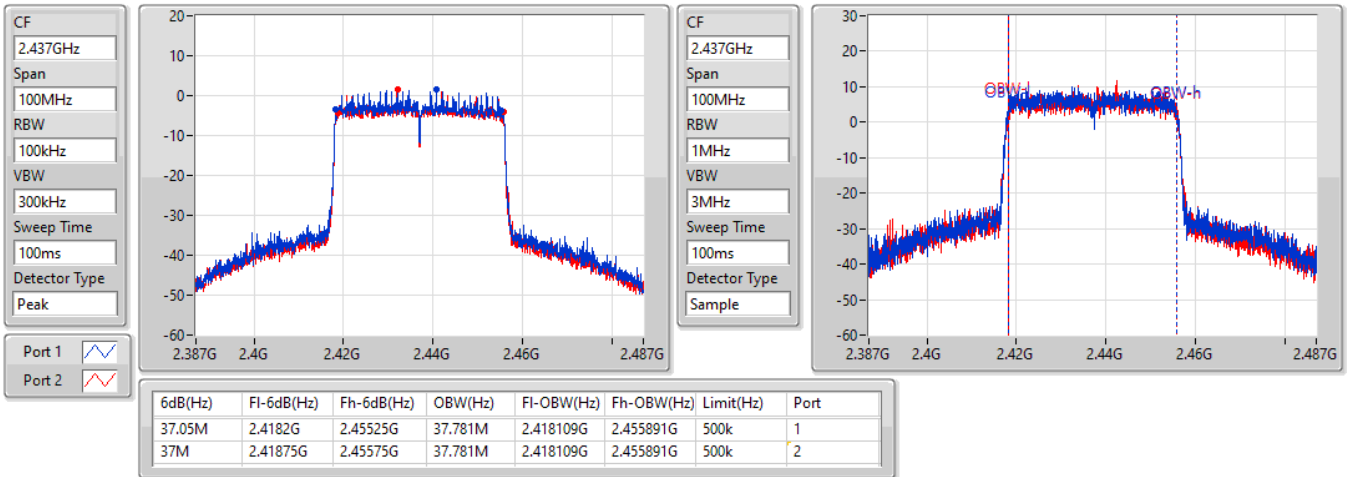 CF
2.437GHz
Span
100MHz
RBW
100kHz
VBW
300kHz
Sweep Time
100ms
Detector Type
Peak
Port 1
Port 2
20
10
0
-10
-20
-30
-40
-50
-60
2.387G 2.4G 2.42G 2.44G 2.46G 2.487G
CF
2.437GHz
Span
100MHz
RBW
1MHz
VBW
3MHz
Sweep Time
100ms
Detector Type
Sample
30
20
10
0
-10
-20
-30
-40
-50
-60
OBW-l OBW-h
2.387G 2.4G 2.42G 2.44G 2.46G 2.487G
6dB(Hz) Fl-6dB(Hz) Fh-6dB(Hz) OBW(Hz) Fl-OBW(Hz) Fh-OBW(Hz) Limit(Hz) Port
37.05M 2.4182G 2.45525G 37.781M 2.418109G 2.455891G 500k 1
37M 2.41875G 2.45575G 37.781M 2.418109G 2.455891G 500k 2